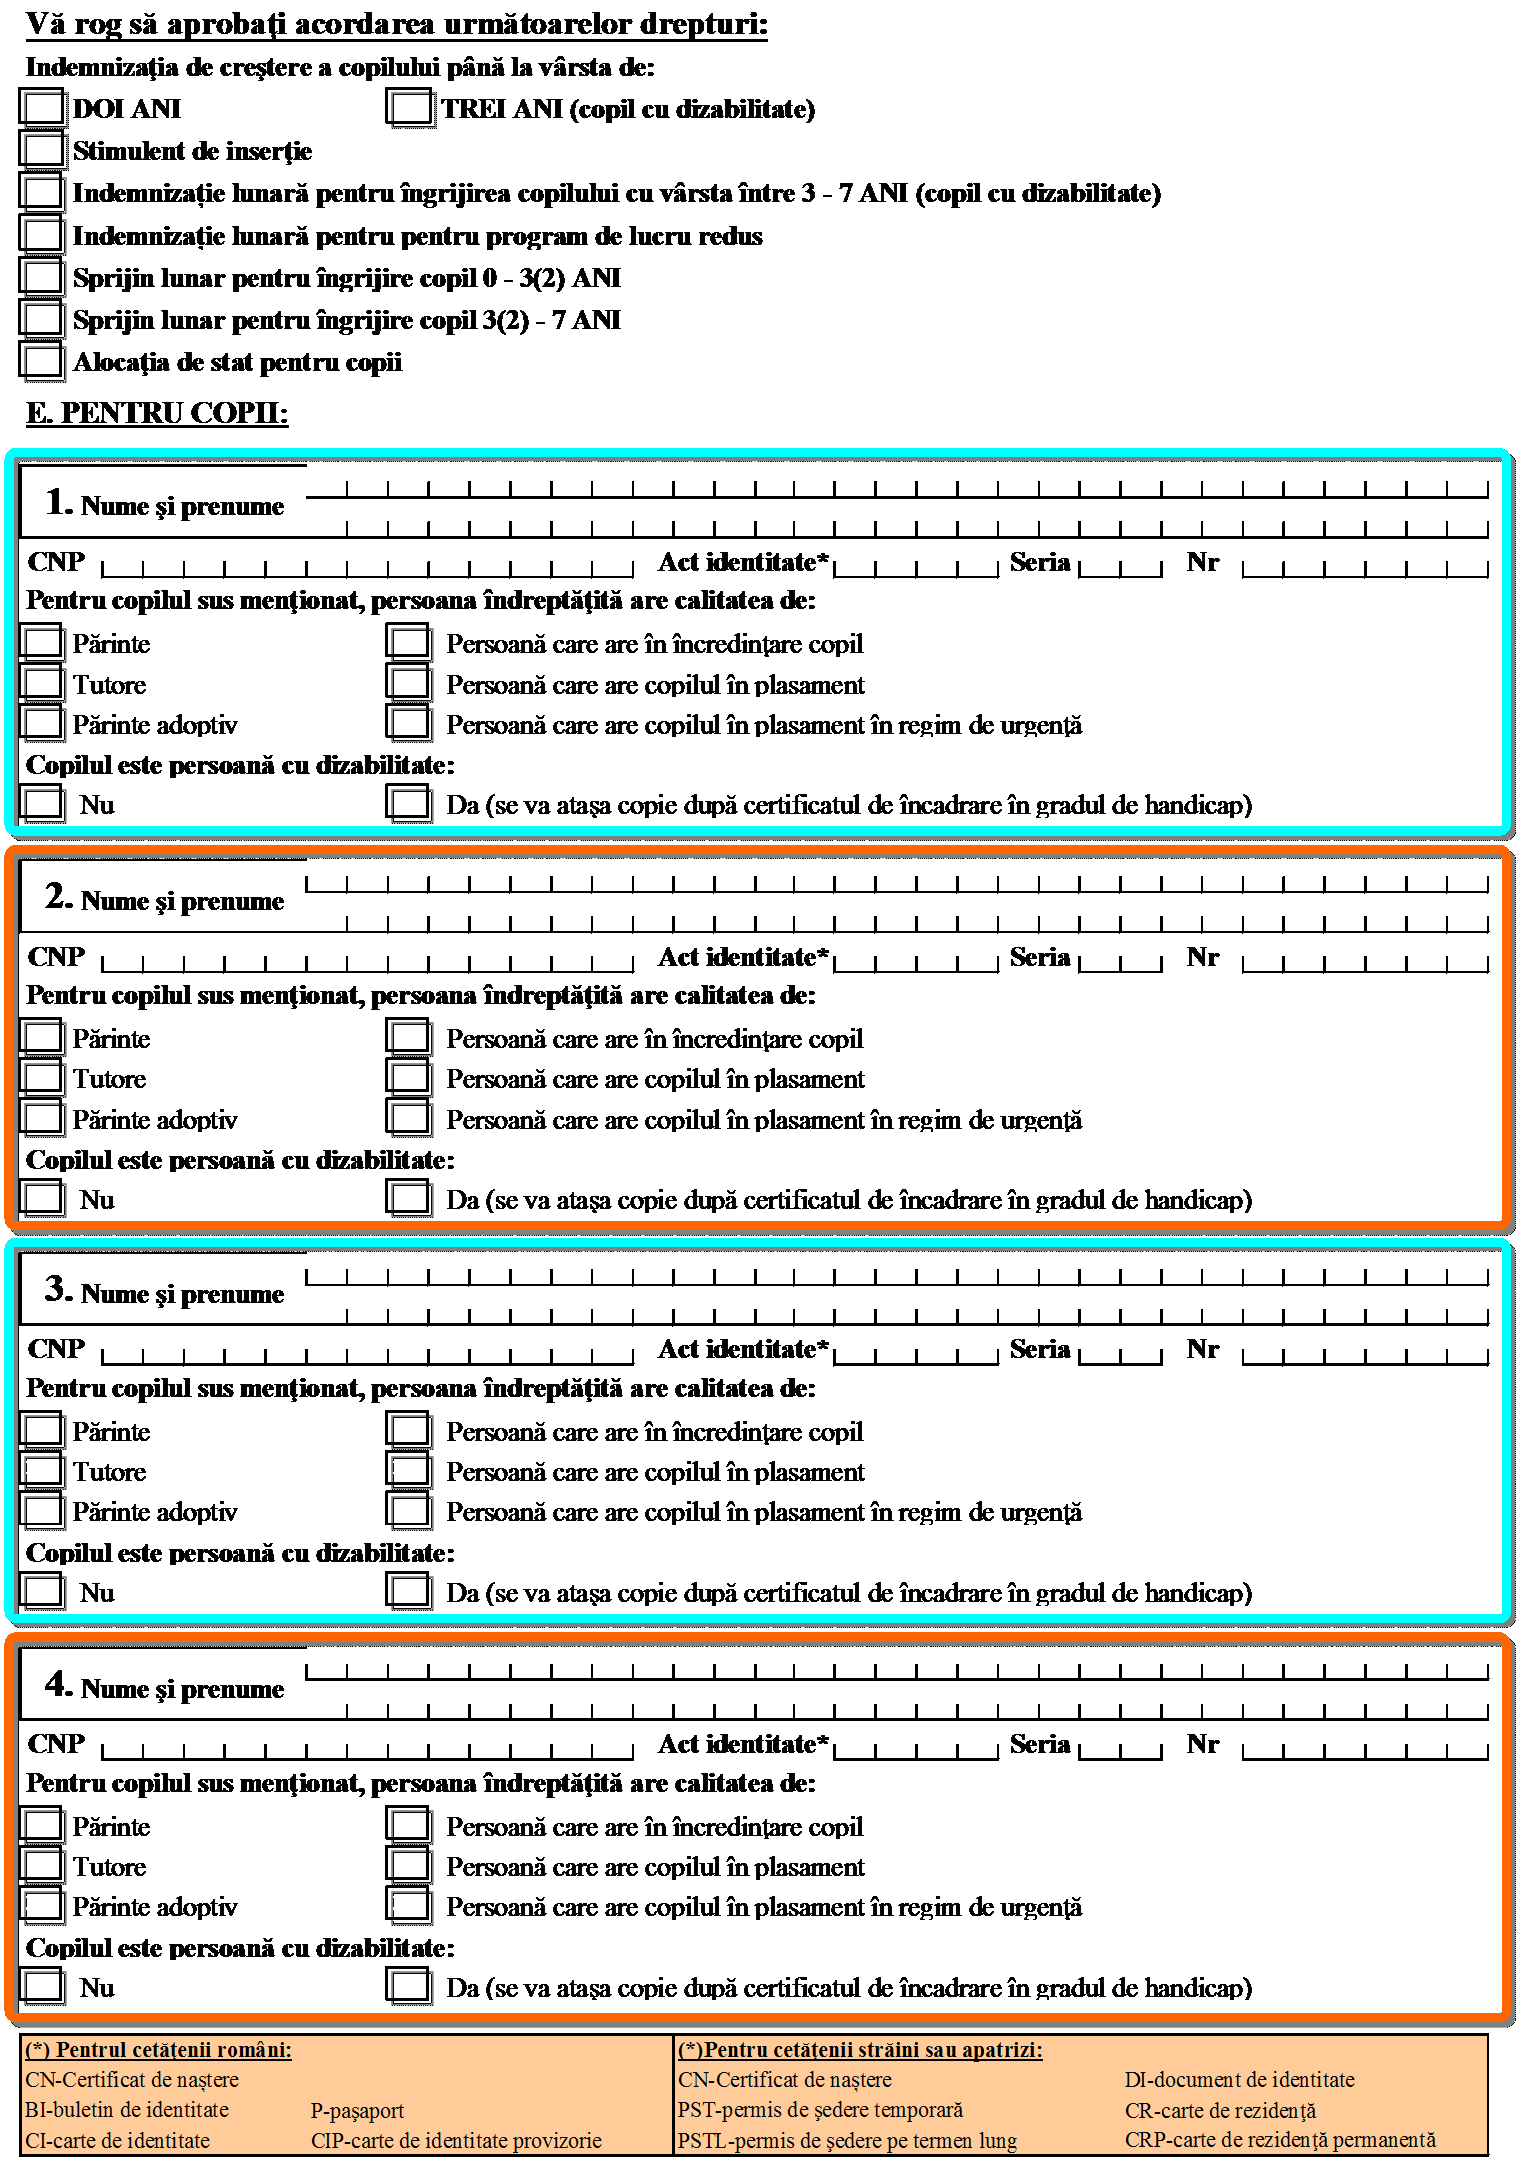 Vă rog să aprobaţi acordarea următoarelor drepturi:
Indemnizaţia de creştere a copilului până la vârsta de:
DOI ANI TREI ANI (copil cu dizabilitate)
Stimulent de inserţie
Indemnizaţie lunară pentru îngrijirea copilului cu vârsta între 3 - 7 ANI (copil cu dizabilitate)
Indemnizaţie lunară pentru pentru program de lucru redus
Sprijin lunar pentru îngrijire copil 0 - 3(2) ANI
Sprijin lunar pentru îngrijire copil 3(2) - 7 ANI
Alocaţia de stat pentru copii
E. PENTRU COPII:
1. Nume şi prenume
CNP Act identitate* Seria Nr
Pentru copilul sus menţionat, persoana îndreptăţită are calitatea de:
Părinte Persoană care are în încredinţare copil
Tutore Persoană care are copilul în plasament
Părinte adoptiv Persoană care are copilul în plasament în regim de urgenţă
Copilul este persoană cu dizabilitate:
Nu Da (se va ataşa copie după certificatul de încadrare în gradul de handicap)
2. Nume şi prenume
CNP Act identitate* Seria Nr
Pentru copilul sus menţionat, persoana îndreptăţită are calitatea de:
Părinte Persoană care are în încredinţare copil
Tutore Persoană care are copilul în plasament
Părinte adoptiv Persoană care are copilul în plasament în regim de urgenţă
Copilul este persoană cu dizabilitate:
Nu Da (se va ataşa copie după certificatul de încadrare în gradul de handicap)
3. Nume şi prenume
CNP Act identitate* Seria Nr
Pentru copilul sus menţionat, persoana îndreptăţită are calitatea de:
Părinte Persoană care are în încredinţare copil
Tutore Persoană care are copilul în plasament
Părinte adoptiv Persoană care are copilul în plasament în regim de urgenţă
Copilul este persoană cu dizabilitate:
Nu Da (se va ataşa copie după certificatul de încadrare în gradul de handicap)
4. Nume şi prenume
CNP Act identitate* Seria Nr
Pentru copilul sus menţionat, persoana îndreptăţită are calitatea de:
Părinte Persoană care are în încredinţare copil
Tutore Persoană care are copilul în plasament
Părinte adoptiv Persoană care are copilul în plasament în regim de urgenţă
Copilul este persoană cu dizabilitate:
Nu Da (se va ataşa copie după certificatul de încadrare în gradul de handicap)
(*) Pentrul cetăţenii români: (*)Pentru cetăţenii străini sau apatrizi:
CN-Certificat de naștere CN-Certificat de naștere DI-document de identitate
BI-buletin de identitate P-paşaport PST-permis de şedere temporară CR-carte de rezidenţă
CI-carte de identitate CIP-carte de identitate provizorie PSTL-permis de şedere pe termen lung CRP-carte de rezidenţă permanentă